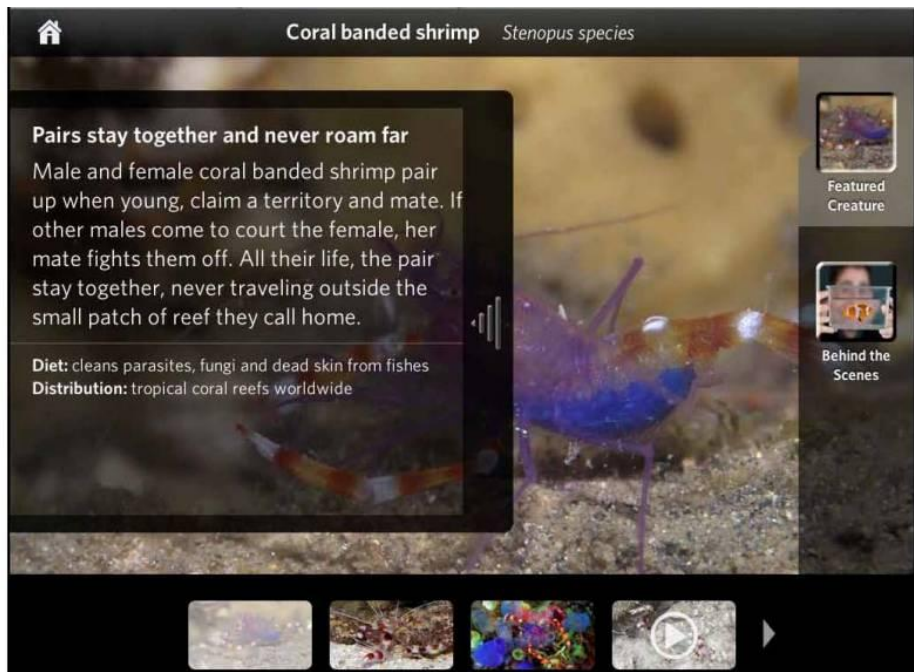 Coral banded shrimp Stenopus species
Pairs stay together and never roam far
Male and female coral banded shrimp pair
up when young, claim a territory and mate. If
other males come to court the female, her
mate fights them off. All their life, the pair
stay together, never traveling outside the
small patch of reef they call home.
Diet: cleans parasites, fungi and dead skin from fishes
Distribution: tropical coral reefs worldwide
Featured
Creature
Behind the
Scenes